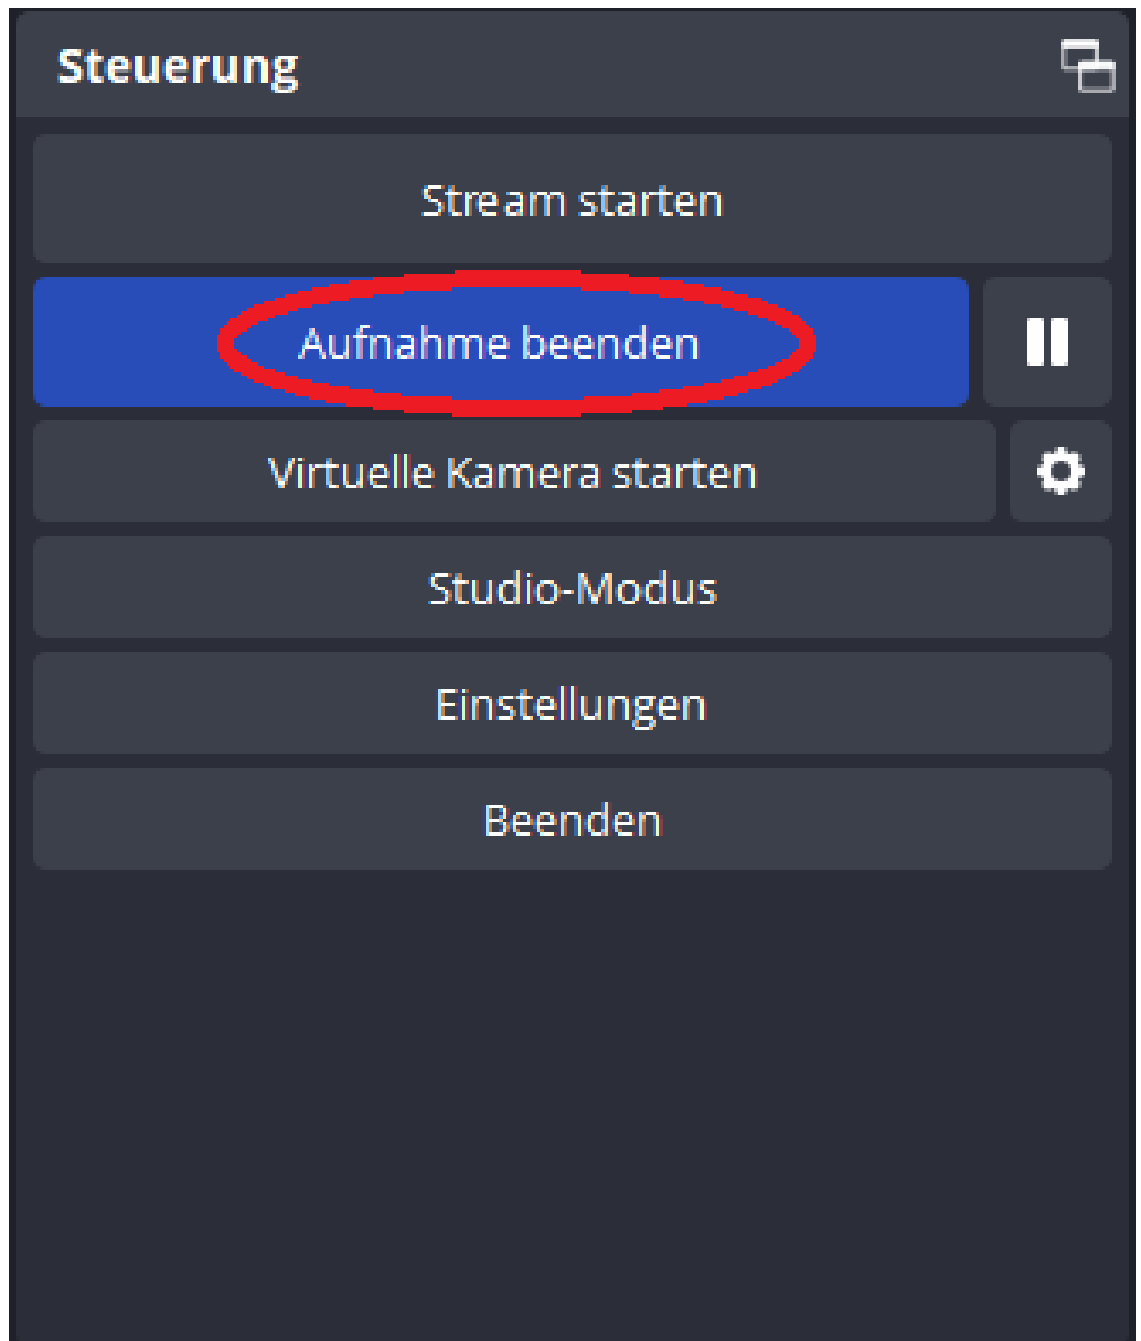 Steuerung
Stream starten
Aufnahme beenden
Virtuelle Kamera starten
Studio-Modus
Einstellungen
Beenden